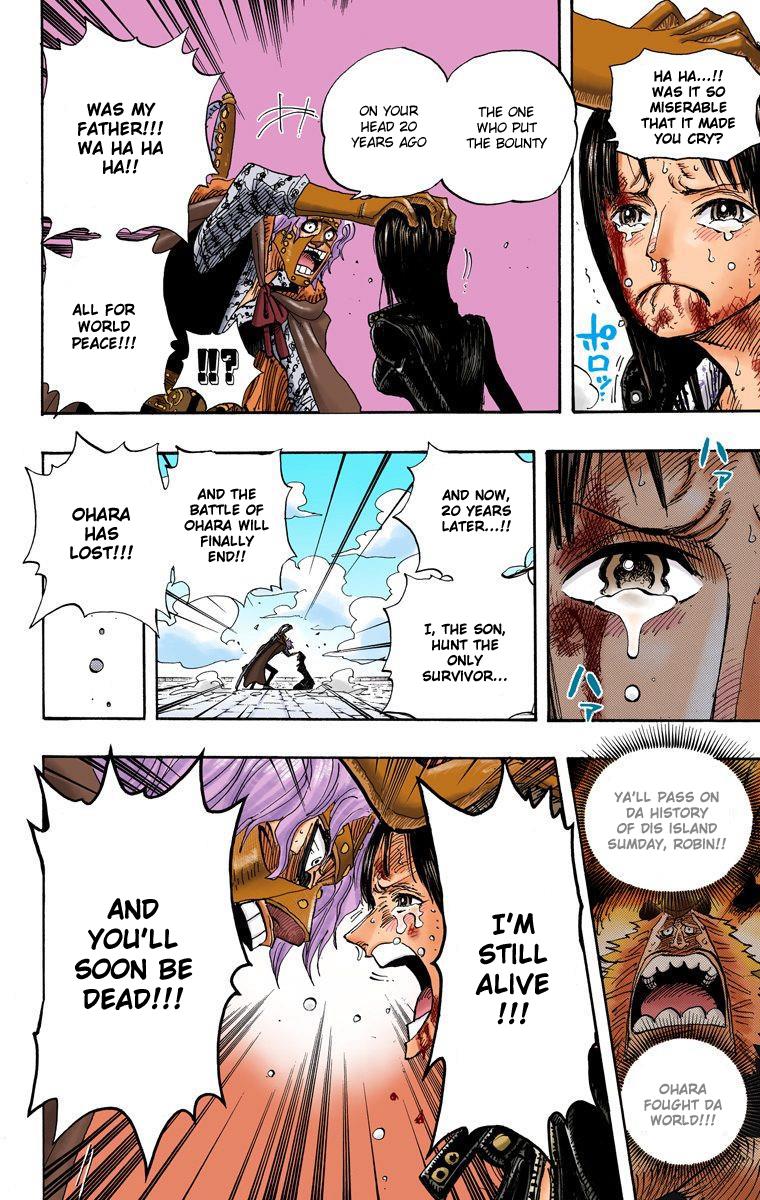 HA HA...!!
WAS IT SO
MISERABLE
THAT IT MADE
YOU CRY?
ポロッ
THE ONE
WHO PUT
THE BOUNTY
ON YOUR
HEAD 20
YEARS AGO
WAS MY
FATHER!!!
WA HA HA
HA!!
ALL FOR
WORLD
PEACE!!!
!!?
ハァ
ハァ
AND NOW,
20 YEARS
LATER...!!
I, THE SON,
HUNT THE
ONLY
SURVIVOR...
AND THE
BATTLE OF
OHARA WILL
FINALLY
END!!
OHARA
HAS
LOST!!!
YA'LL PASS ON
DA HISTORY
OF DIS ISLAND
SUMDAY, ROBIN!!
OHARA
FOUGHT DA
WORLD!!!
I'M
STILL
ALIVE
!!!
AND
YOU'LL
SOON BE
DEAD!!!